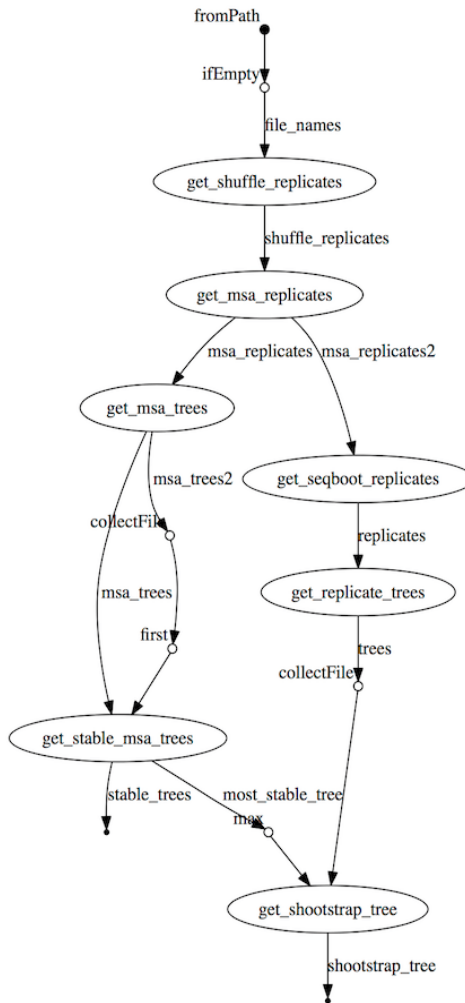 fromPath
ifEmpty
file_names
get_shuffle_replicates
shuffle_replicates
get_msa_replicates
msa_replicates
msa_replicates2
get_msa_trees
get_seqboot_replicates
msa_trees2
collectFile
replicates
msa_trees
get_replicate_trees
first
trees
collectFile
get_stable_msa_trees
stable_trees
most_stable_tree
max
get_shootstrap_tree
shootstrap_tree